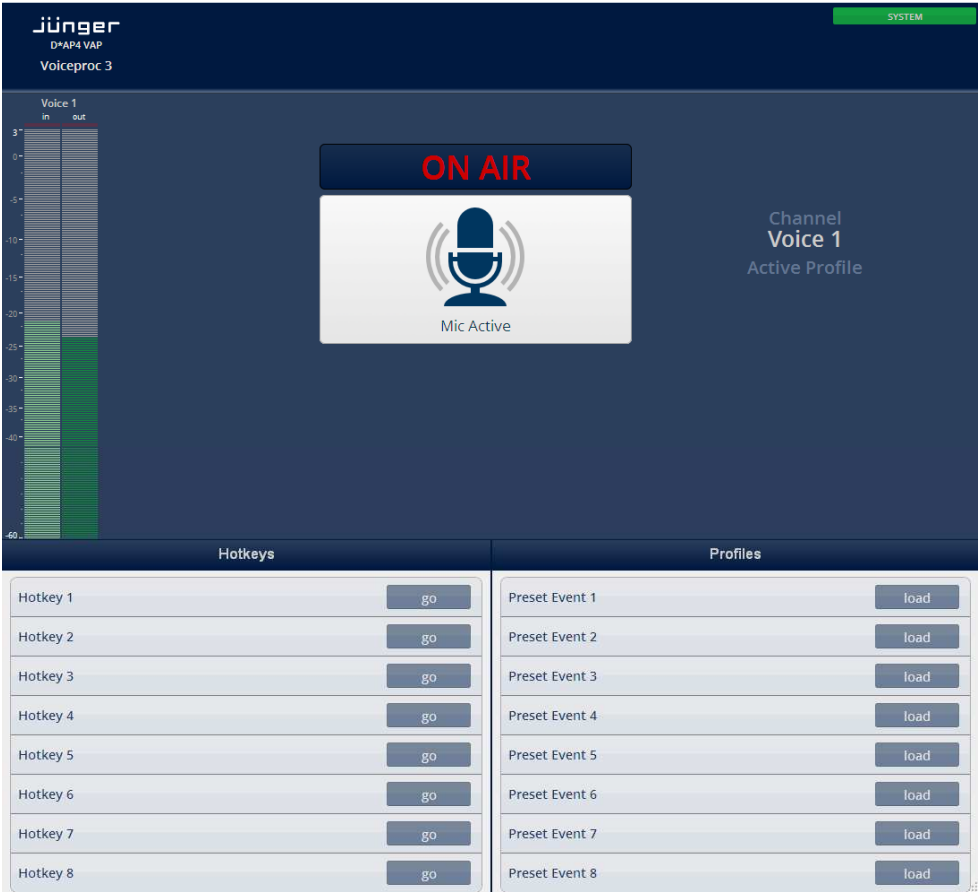 jünger
D*AP4 VAP
Voiceproc 3
SYSTEM
Voice 1
in out
3
0
-5
-10
-15
-20
-25
-30
-35
-40
-60
ON AIR
Mic Active
Channel
Voice 1
Active Profile
Hotkeys
Hotkey 1 go
Hotkey 2 go
Hotkey 3 go
Hotkey 4 go
Hotkey 5 go
Hotkey 6 go
Hotkey 7 go
Hotkey 8 go
Profiles
Preset Event 1 load
Preset Event 2 load
Preset Event 3 load
Preset Event 4 load
Preset Event 5 load
Preset Event 6 load
Preset Event 7 load
Preset Event 8 load